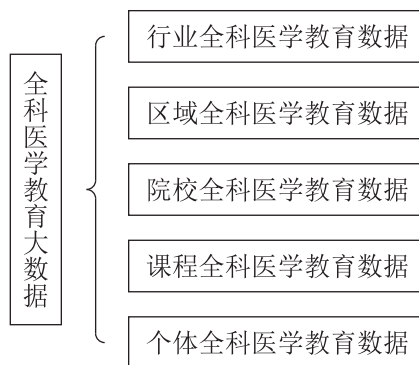 全科医学教育大数据
行业全科医学教育数据
区域全科医学教育数据
院校全科医学教育数据
课程全科医学教育数据
个体全科医学教育数据